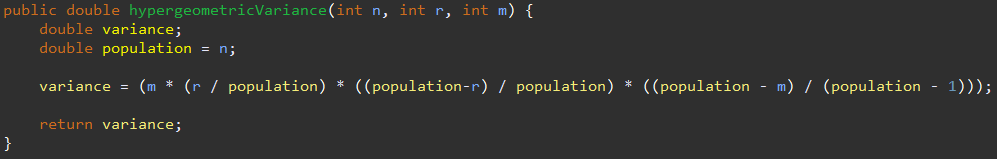 public double hypergeometricVariance(int n, int r, int m) {
double variance;
double population = n;
variance = (m * (r / population) * ((population-r) / population) * ((population - m) / (population - 1)));
return variance;
}